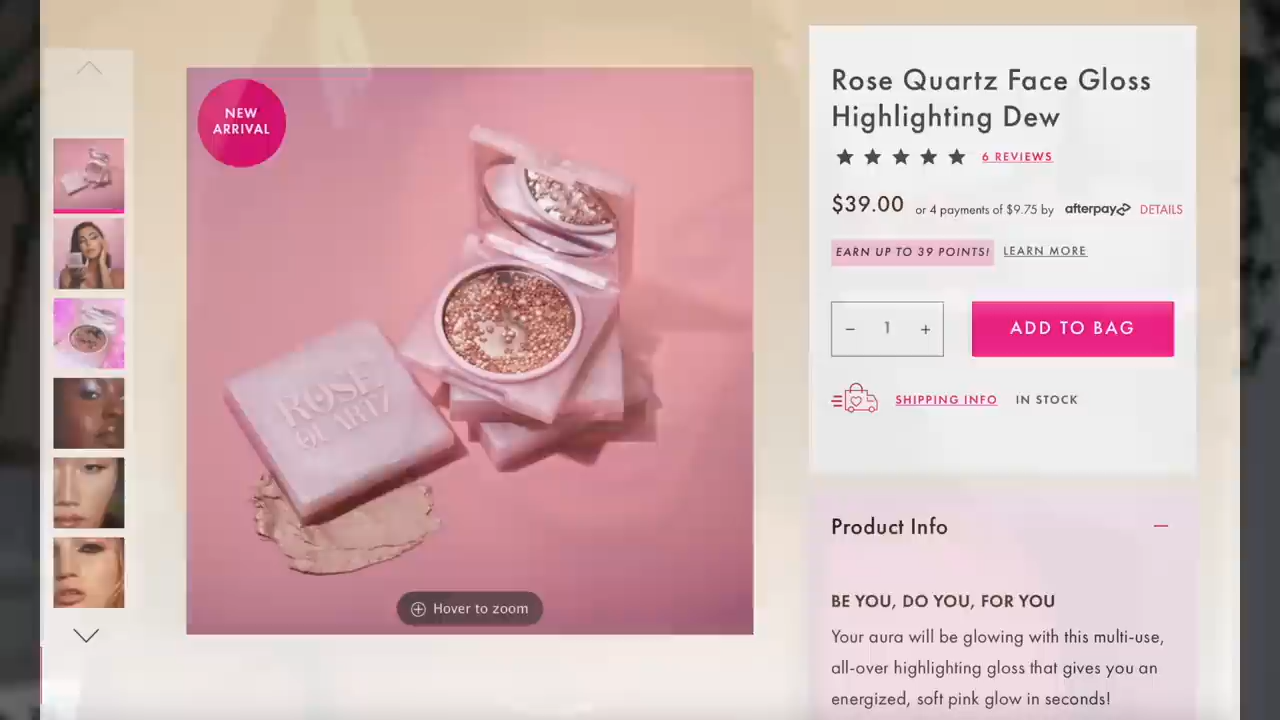 NEW
ARRIVAL
ROSE
QUARTZ
Hover to zoom
Rose Quartz Face Gloss
Highlighting Dew
6 REVIEWS
$39.00 or 4 payments of $9.75 by afterpay DETAILS
EARN UP TO 39 POINTS! LEARN MORE
− 1 + ADD TO BAG
SHIPPING INFO IN STOCK
Product Info −
BE YOU, DO YOU, FOR YOU
Your aura will be glowing with this multi-use,
all-over highlighting gloss that gives you an
energized, soft pink glow in seconds!